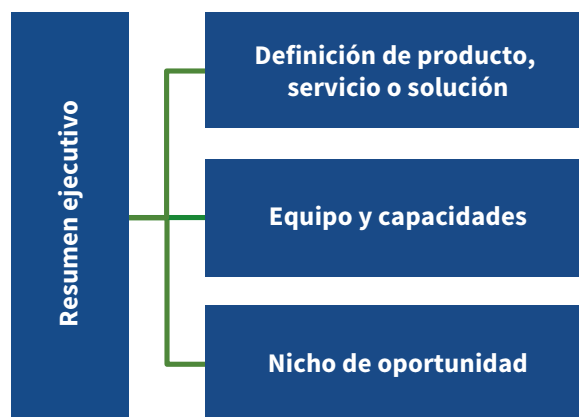 Resumen ejecutivo
Definición de producto,
servicio o solución
Equipo y capacidades
Nicho de oportunidad